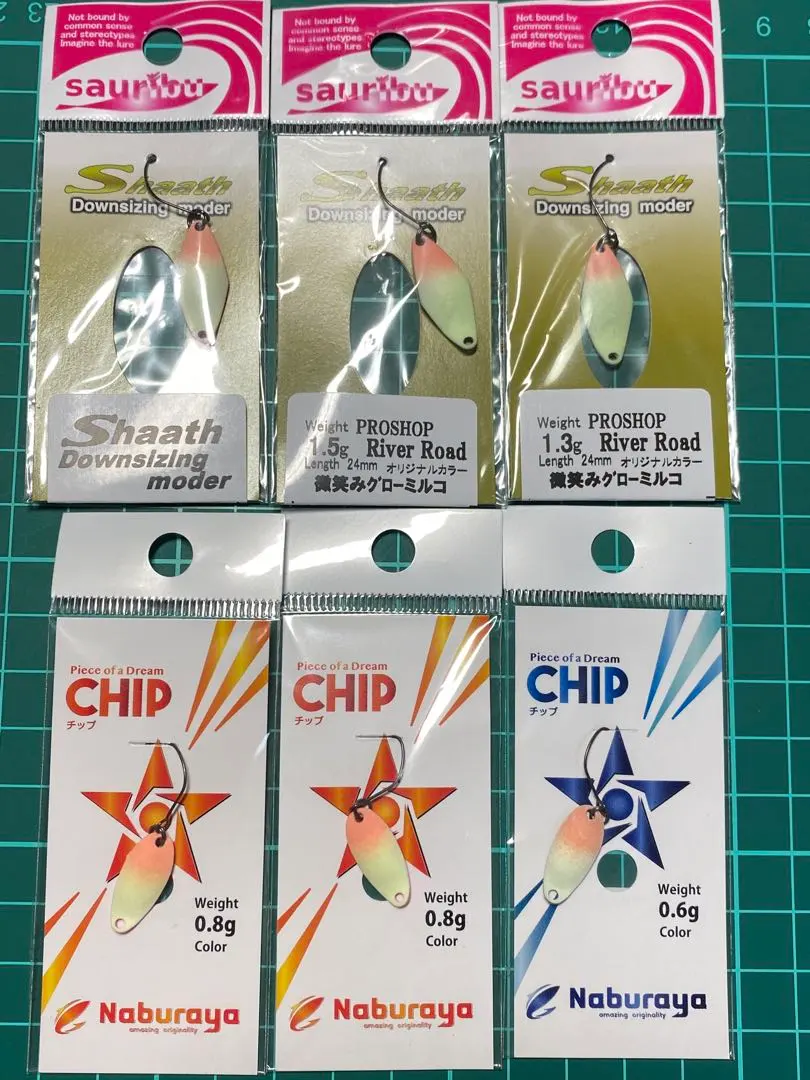 Not bound by
common sense
and stereotypes
Imagine the lure
sauribu
Shaath
Downsizing moder
Shaath
Downsizing
moder
Not bound by
common sense
and stereotypes
Imagine the lure
sauribu
Shaath
Downsizing moder
Weight PROSHOP
1.5g River Road
Length 24mm オリジナルカラー
微笑みグローミルコ
Not bound by
common sense
and stereotypes
Imagine the lure
sauribu
Shaath
Downsizing moder
Weight PROSHOP
1.3g River Road
Length 24mm オリジナルカラー
微笑みグローミルコ
Piece of a Dream
CHIP
チップ
Weight
0.8g
Color
Naburaya
amazing originality
Piece of a Dream
CHIP
チップ
Weight
0.8g
Color
Naburaya
amazing originality
Piece of a Dream
CHIP
チップ
Weight
0.6g
Color
Naburaya
amazing originality
9